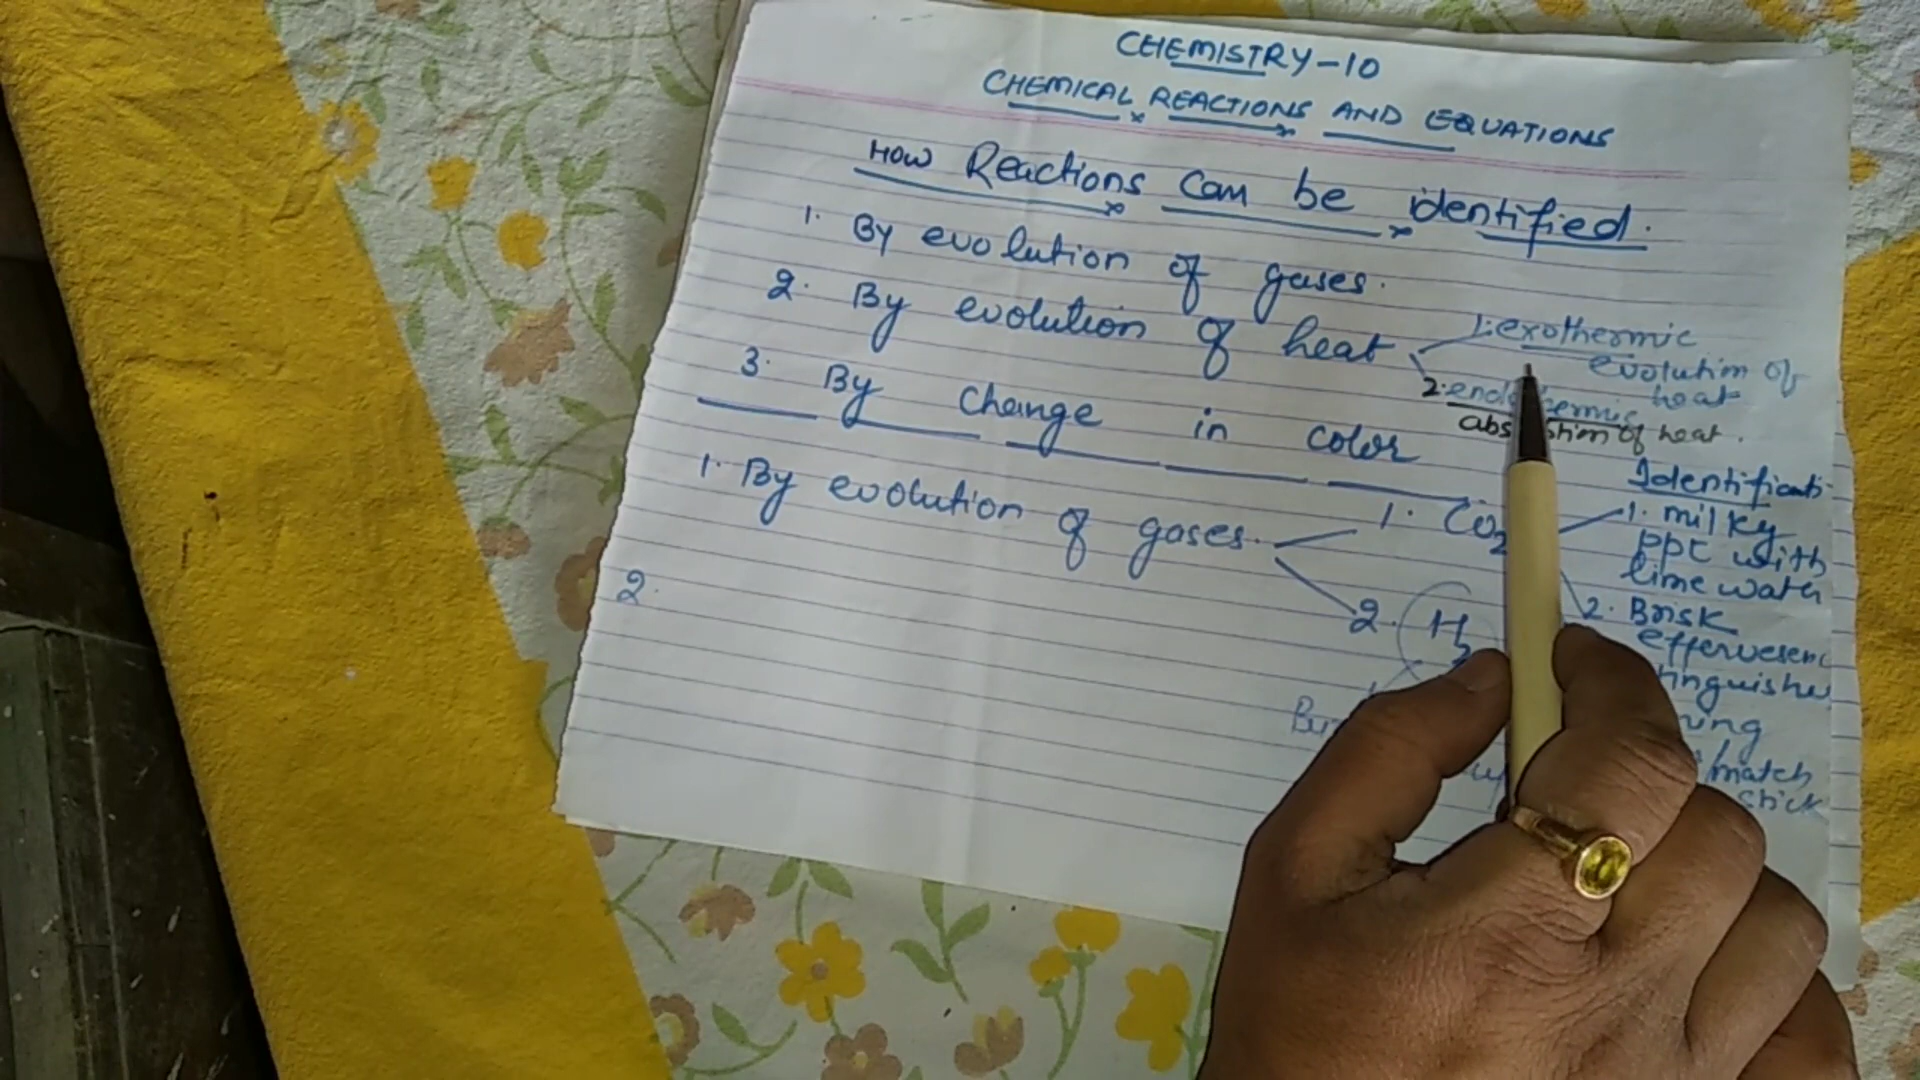 CHEMISTRY-10
CHEMICAL REACTIONS AND EQUATIONS
HOW Reactions Can be identified.
1. By evolution of gases.
2. By evolution of heat
1. exothermic
evolution of
heat
2. endothermic
of heat.
3. By Change in color
1. By evolution of gases.
1. CO2
Identificati
1. milky
ppt with
lime water
2. Brisk
effervesenc
2. H2
match
stick
2.